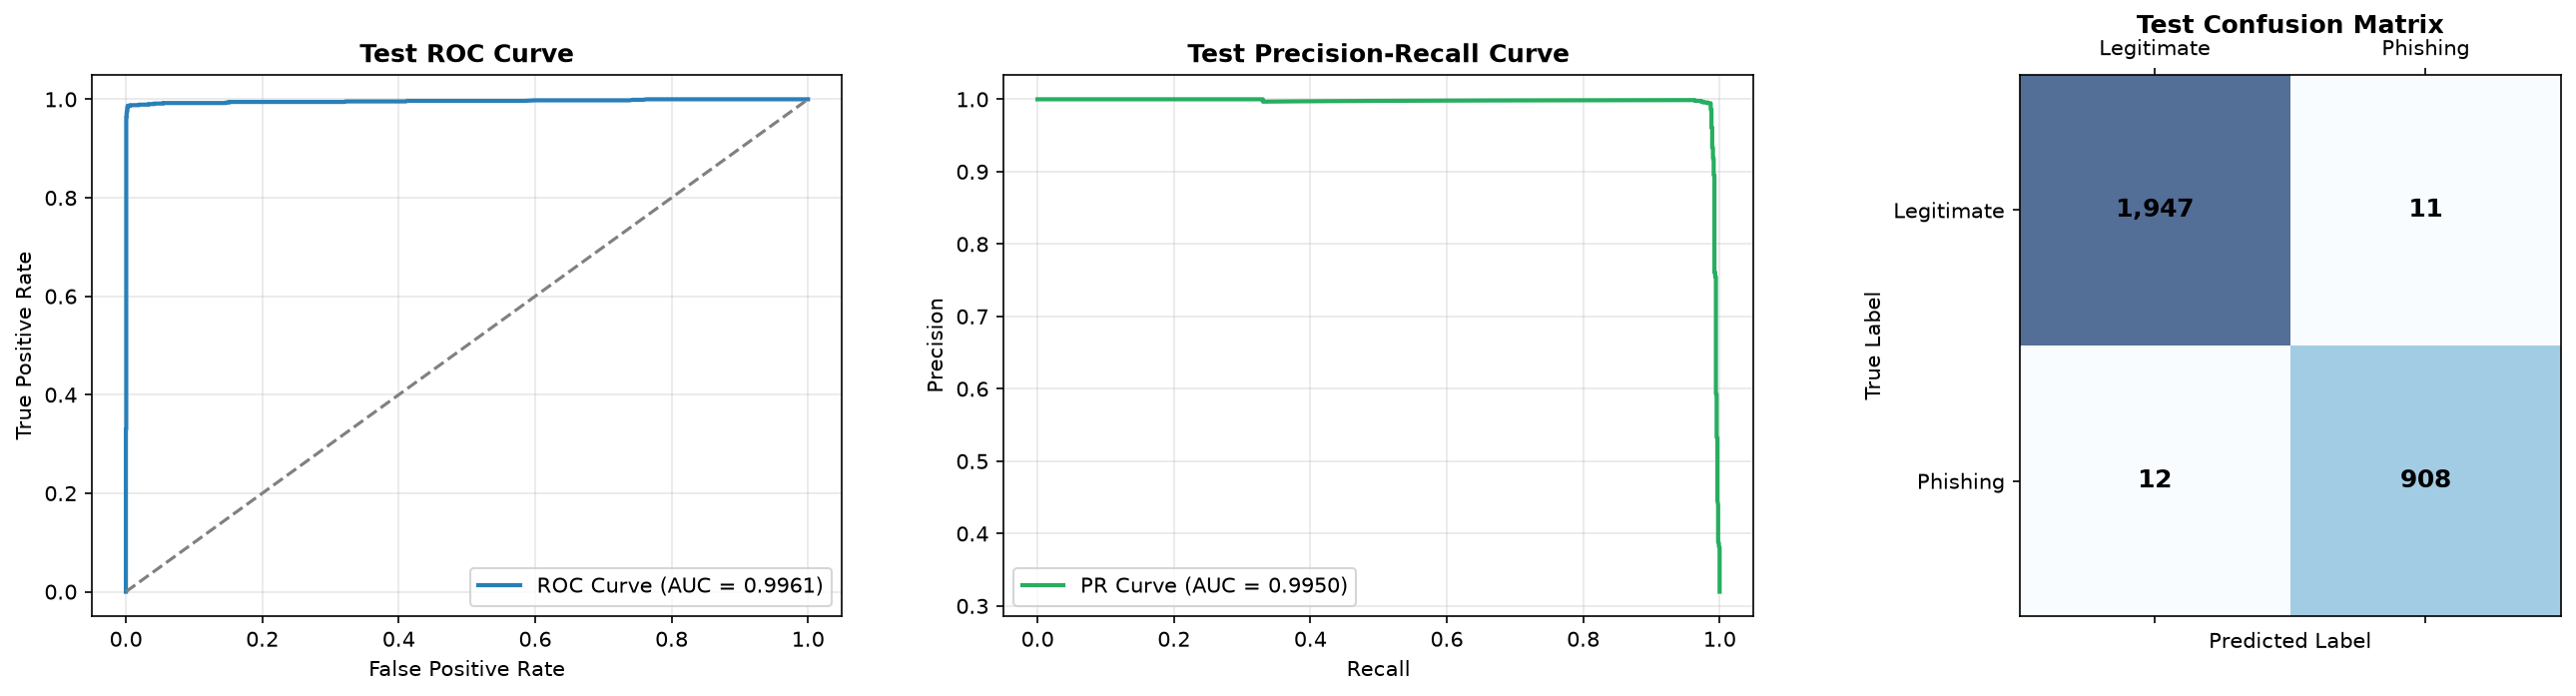 Test ROC Curve
1.0
0.8
0.6
0.4
0.2
0.0
True Positive Rate
0.0 0.2 0.4 0.6 0.8 1.0
False Positive Rate
ROC Curve (AUC = 0.9961)
Test Precision-Recall Curve
1.0
0.9
0.8
0.7
0.6
0.5
0.4
0.3
Precision
0.0 0.2 0.4 0.6 0.8 1.0
Recall
PR Curve (AUC = 0.9950)
Test Confusion Matrix
Legitimate Phishing
True Label
Legitimate 1,947 11
Phishing 12 908
Predicted Label